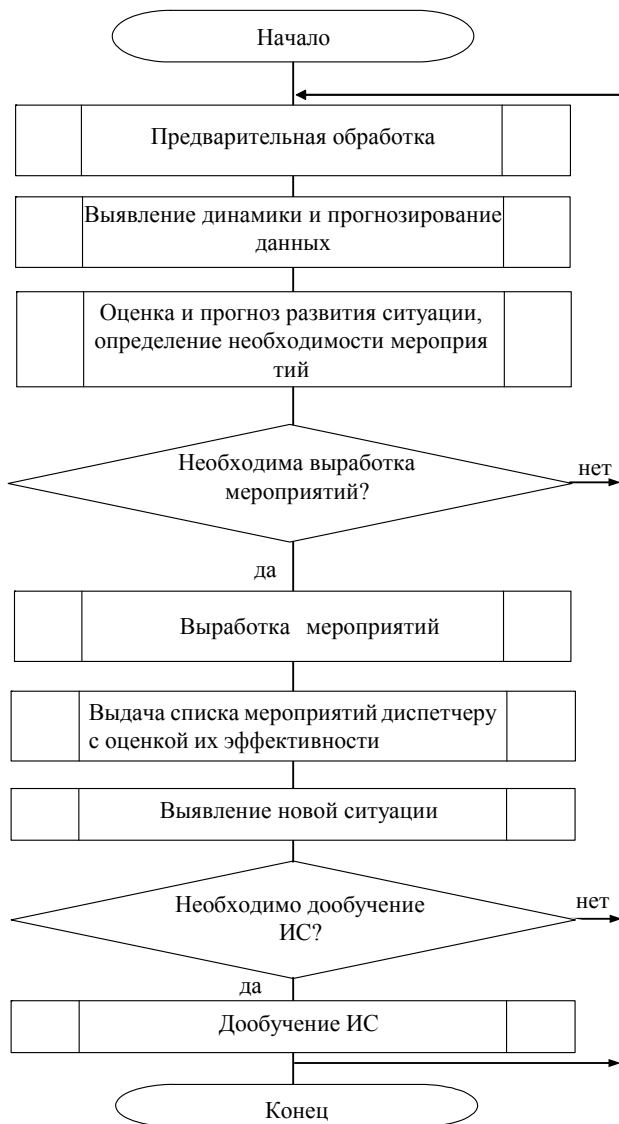 Начало
Предварительная обработка
Выявление динамики и прогнозирование
данных
Оценка и прогноз развития ситуации,
определение необходимости мероприя
тий
Необходима выработка
мероприятий?
нет
да
Выработка мероприятий
Выдача списка мероприятий диспетчеру
с оценкой их эффективности
Выявление новой ситуации
Необходимо дообучение
ИС?
нет
да
Дообучение ИС
Конец